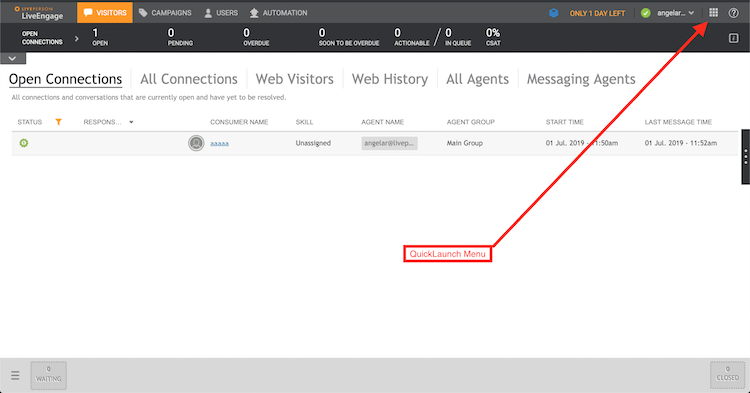 LIVEPERSON
LiveEngage
VISITORS
CAMPAIGNS
USERS
AUTOMATION
ONLY 1 DAY LEFT
angelar...
OPEN
CONNECTIONS
1
OPEN
0
PENDING
0
OVERDUE
0
SOON TO BE OVERDUE
0
ACTIONABLE
0
IN QUEUE
0%
CSAT
Open Connections
All Connections
Web Visitors
Web History
All Agents
Messaging Agents
All connections and conversations that are currently open and have yet to be resolved.
STATUS RESPONS... CONSUMER NAME SKILL AGENT NAME AGENT GROUP START TIME LAST MESSAGE TIME
aaaaa Unassigned angelar@livep... Main Group 01 Jul. 2019 - 11:50am 01 Jul. 2019 - 11:52am
QuickLaunch Menu
0
WAITING
0
CLOSED